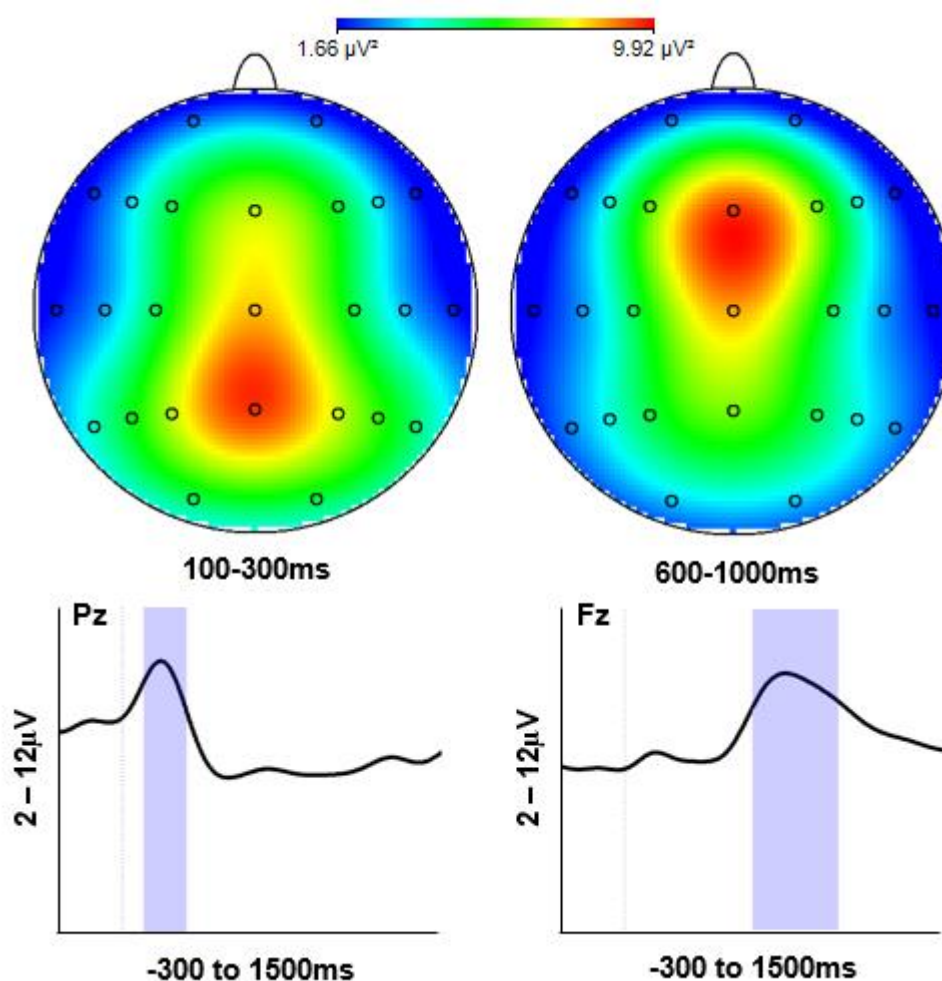 1.66 µV² 9.92 µV²
100-300ms 600-1000ms
Pz Fz
2 – 12µV 2 – 12µV
-300 to 1500ms -300 to 1500ms